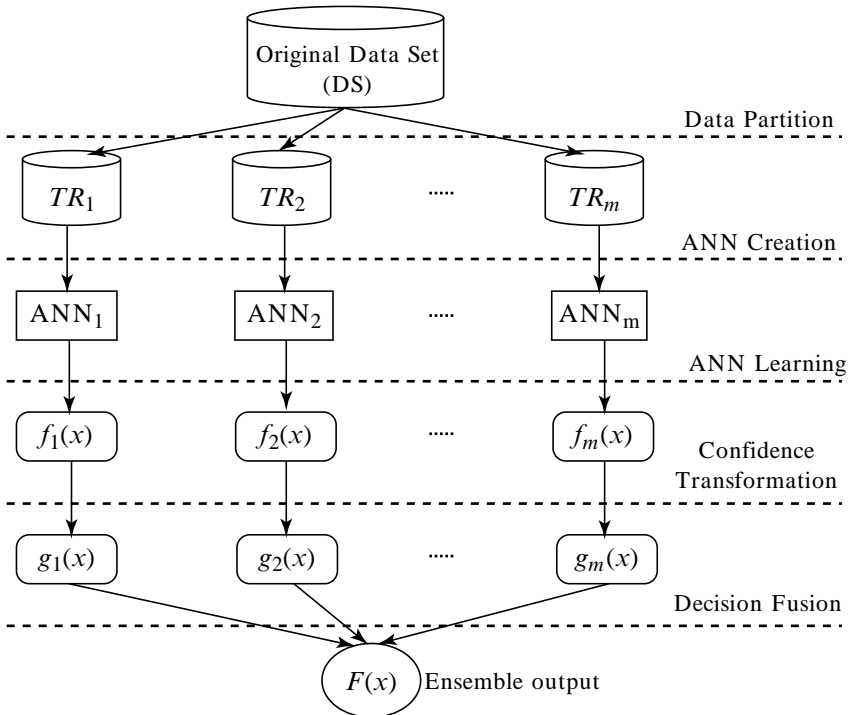 Original Data Set
(DS)
Data Partition
TR₁ TR₂ ..... TRₘ
ANN Creation
ANN₁ ANN₂ ..... ANNₘ
ANN Learning
f₁(x) f₂(x) ..... fₘ(x)
Confidence
Transformation
g₁(x) g₂(x) ..... gₘ(x)
Decision Fusion
F(x) Ensemble output